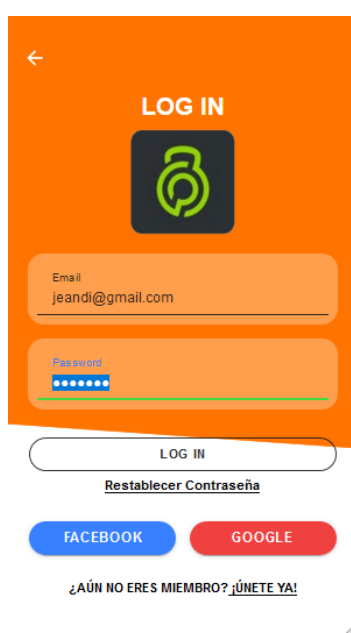 LOG IN
Email
jeandi@gmail.com
Password
●●●●●●●
LOG IN
Restablecer Contraseña
FACEBOOK
GOOGLE
¿AÚN NO ERES MIEMBRO? ¡ÚNETE YA!